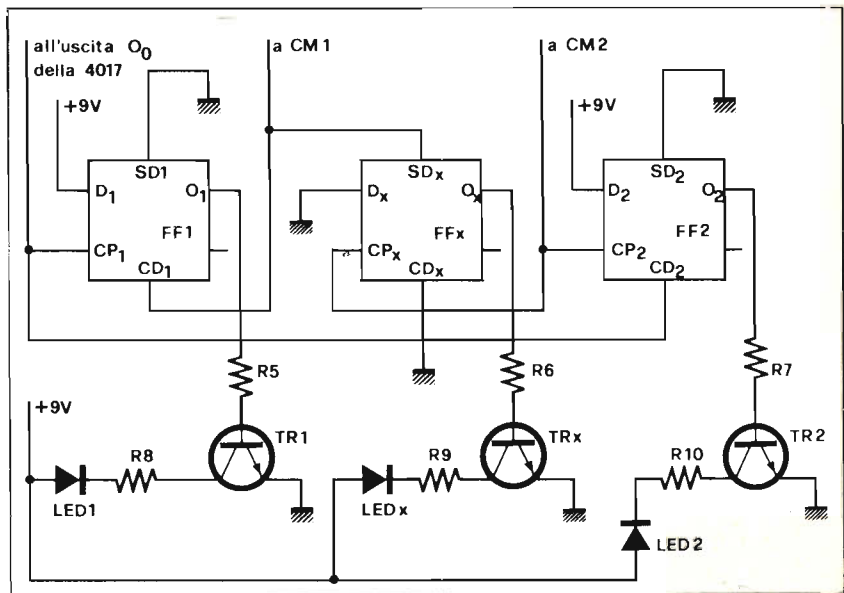 all'uscita O0
della 4017
a CM1
a CM2
+9V
+9V
SD1
SDx
SD2
D1
O1
Dx
Ox
D2
O2
FF1
FFx
FF2
CP1
CPx
CP2
CD1
CDx
CD2
R5
R6
R7
+9V
TR1
TRx
TR2
R8
R9
R10
LED1
LEDx
LED2